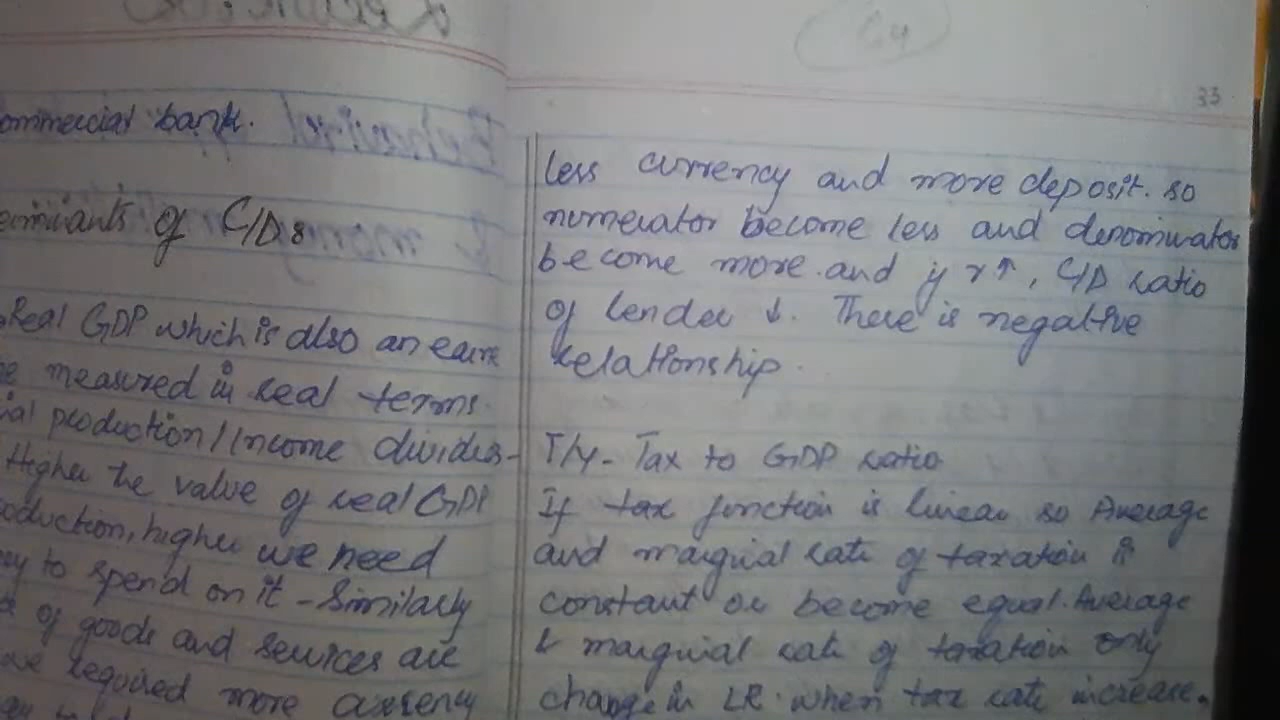 commercial bank.
of C/D:
Real GDP which is also an
measured in real terms.
production/Income divides-
Higher the value of real GDP
production, higher we need
to spend on it - Similarly
of goods and services are
required more currency
33
less currency and more deposit. so
numerator become less and denominator
become more and if r↑, C/D ratio
of lender ↓. There is negative
relationship.
T/y - Tax to GDP ratio
If tax function is linear so Average
and marginal rate of taxation is
constant or become equal. Average
& marginal rate of taxation only
change in LR when tax rate increase.